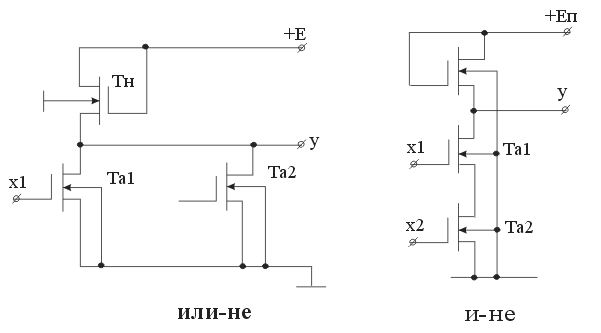 +E
Тн
у
x1
Ta1
Ta2
или-не
+Eп
у
x1
Ta1
x2
Ta2
и-не